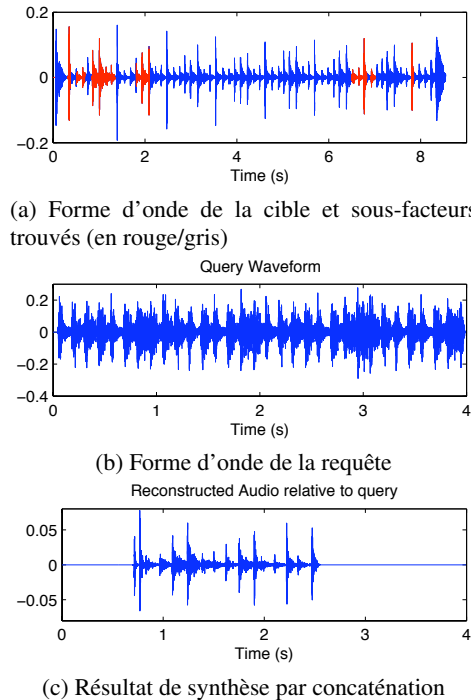 0.2
0
−0.2
0 2 4 6 8
Time (s)
(a) Forme d'onde de la cible et sous-facteurs
trouvés (en rouge/gris)
Query Waveform
0.2
0
−0.2
−0.4
0 1 2 3 4
Time (s)
(b) Forme d'onde de la requête
Reconstructed Audio relative to query
0.05
0
−0.05
0 1 2 3 4
Time (s)
(c) Résultat de synthèse par concaténation